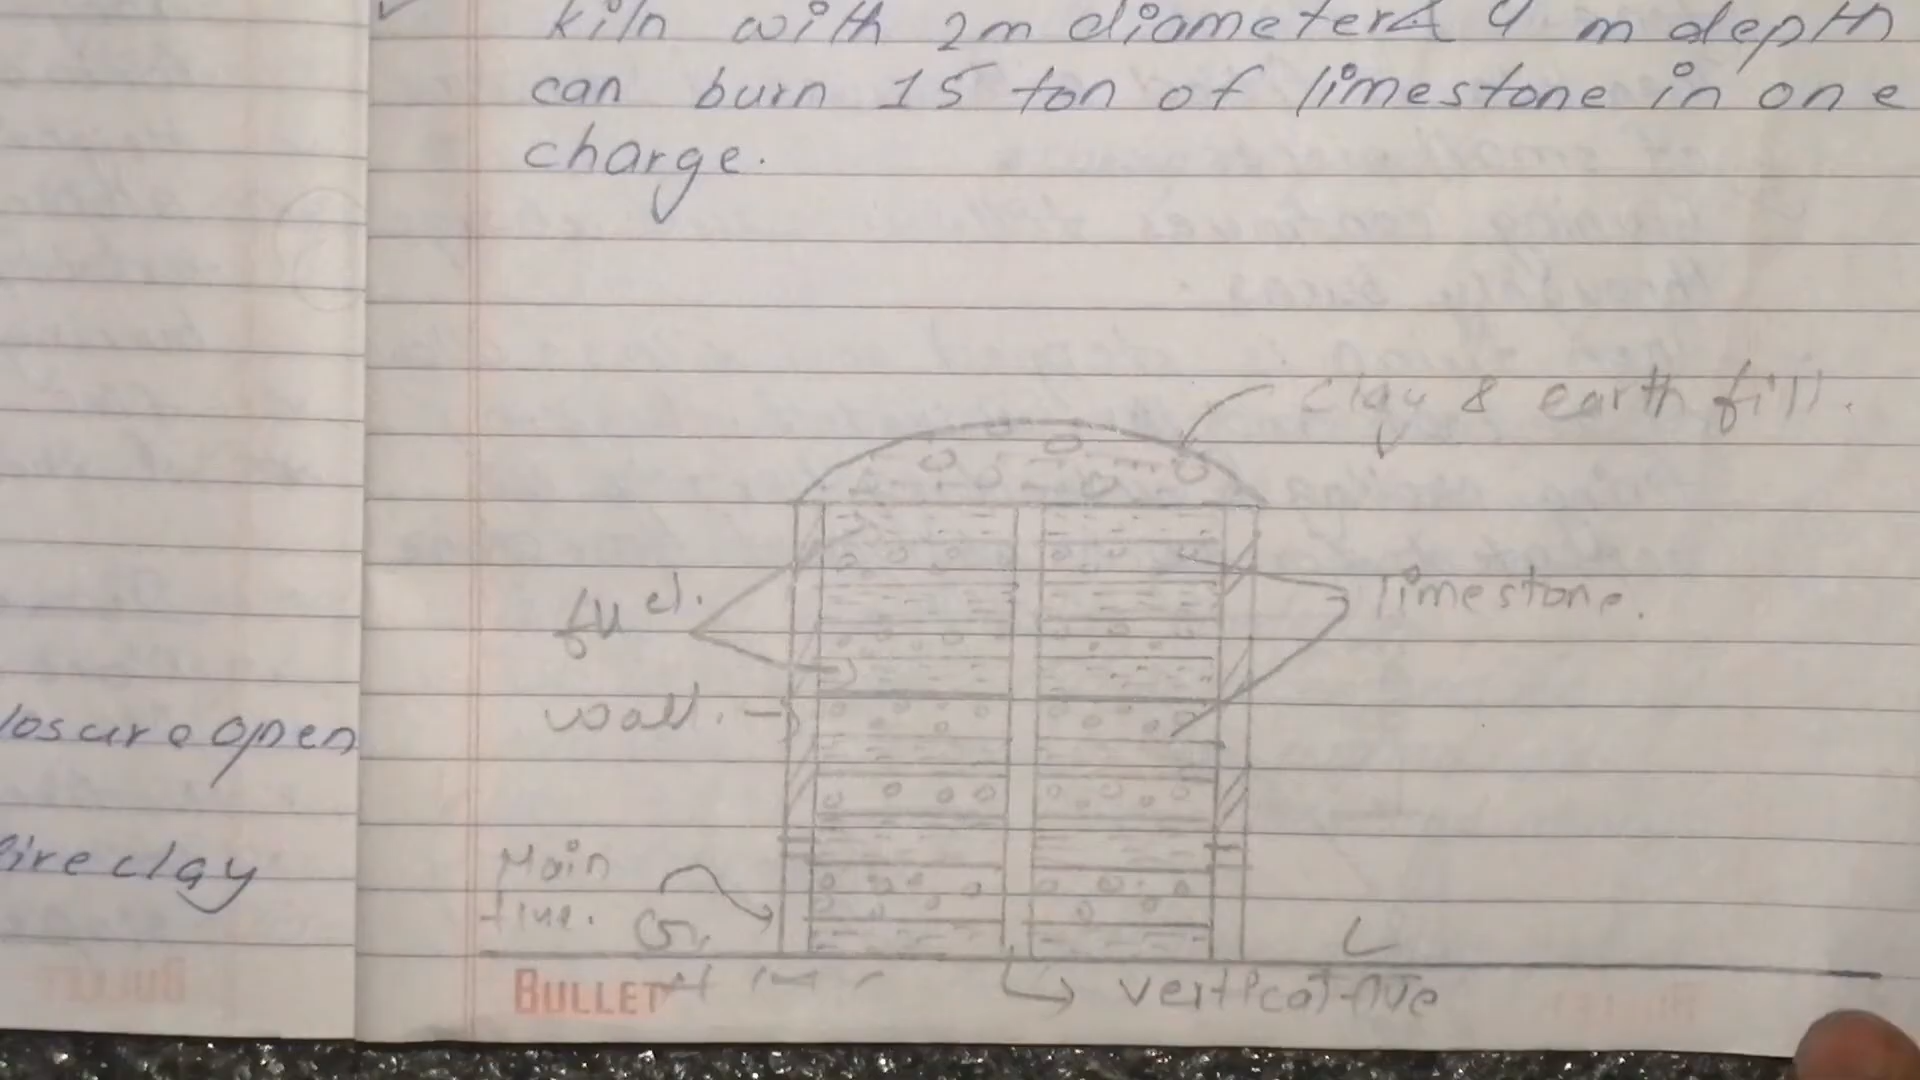 kiln with 2m diameter & 4 m depth
can burn 15 ton of limestone in one
charge.
clay & earth fill.
fuel.
limestone.
wall.
losure open
Main
fireclay
flue.
G.
L
BULLET
vertical flue